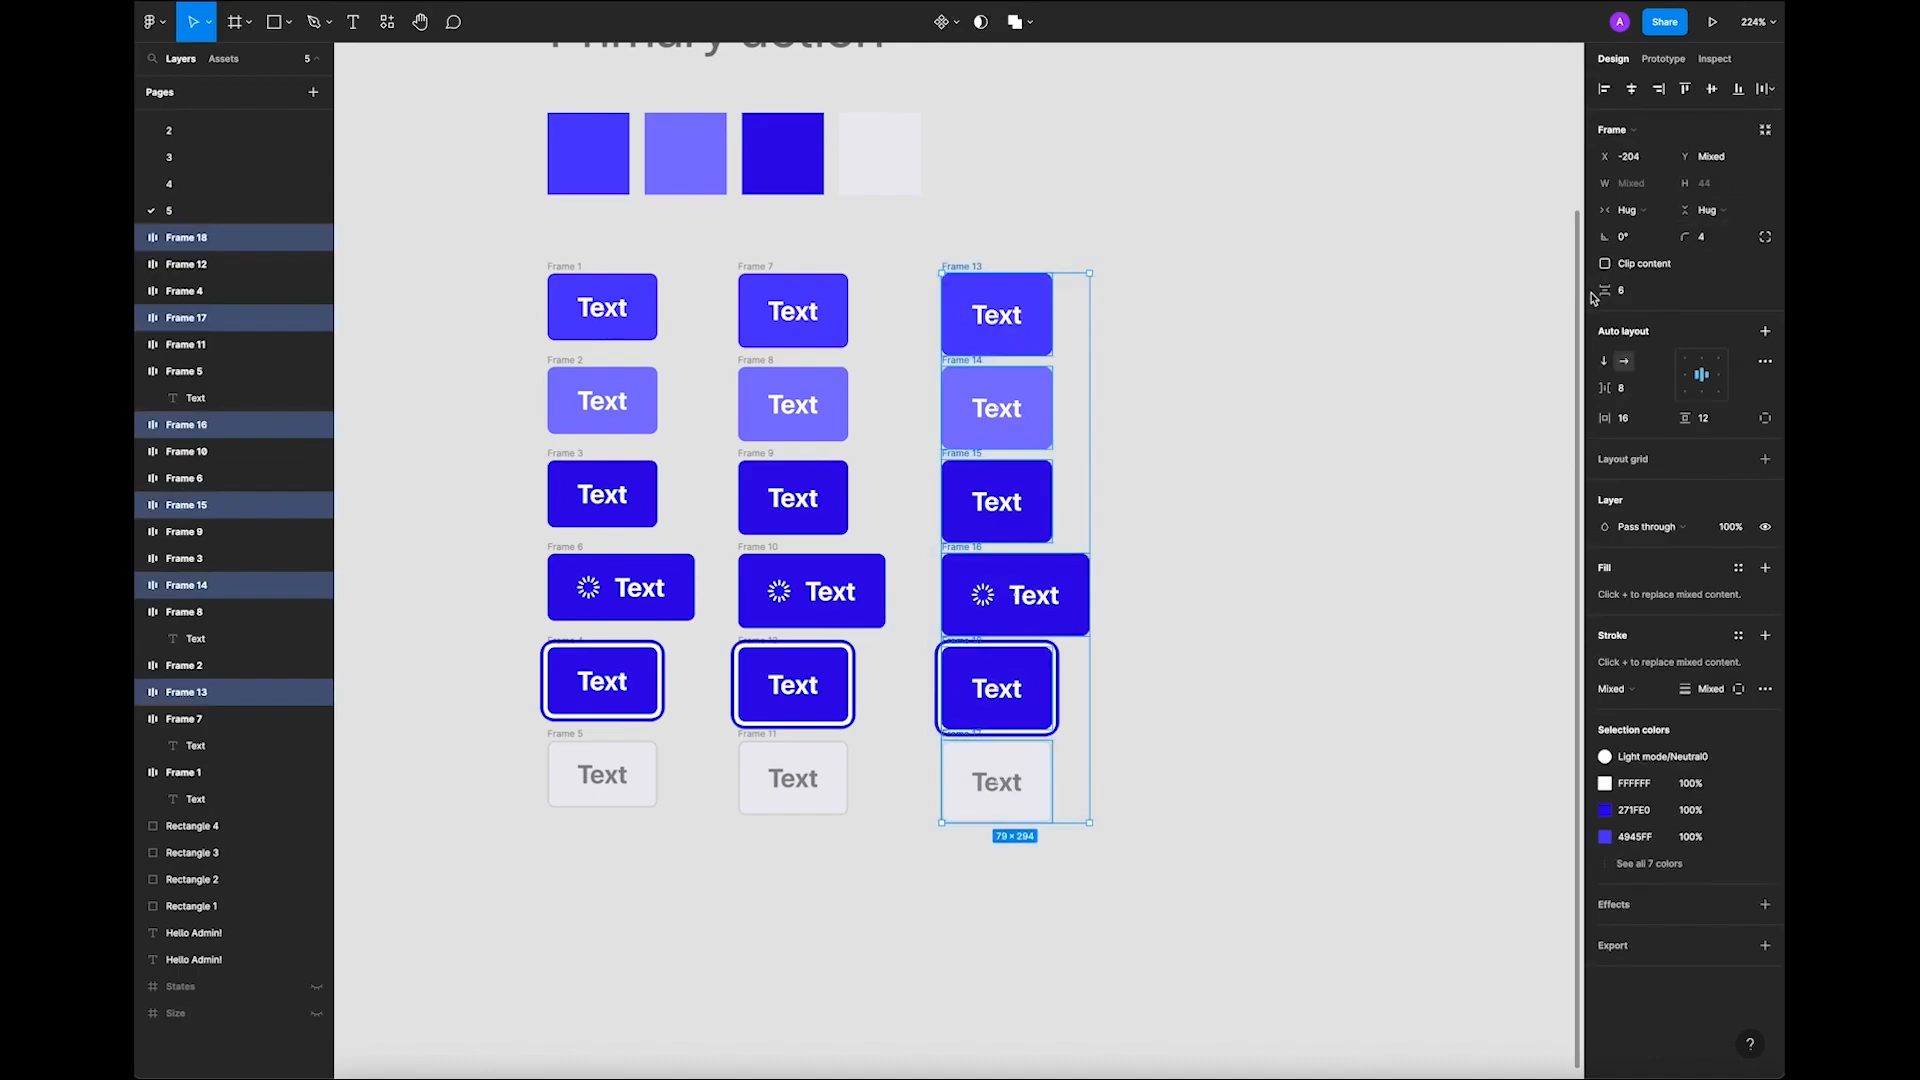 A
Share
224%
Layers
Assets
5
Pages
2
3
4
5
Frame 18
Frame 12
Frame 4
Frame 17
Frame 11
Frame 5
Text
Frame 16
Frame 10
Frame 6
Frame 15
Frame 9
Frame 3
Frame 14
Frame 8
Text
Frame 2
Frame 13
Frame 7
Text
Frame 1
Text
Rectangle 4
Rectangle 3
Rectangle 2
Rectangle 1
Hello Admin!
Hello Admin!
States
Size
Primary action
Frame 1
Text
Frame 7
Text
Frame 13
Text
Frame 2
Text
Frame 8
Text
Frame 14
Text
Frame 3
Text
Frame 9
Text
Frame 15
Text
Frame 6
Text
Frame 10
Text
Frame 16
Text
Text
Text
Text
Frame 5
Text
Frame 11
Text
Text
79 × 294
Design
Prototype
Inspect
Frame
X -204
Y Mixed
W Mixed
H 44
Hug
Hug
0°
4
Clip content
6
Auto layout
8
16
12
Layout grid
Layer
Pass through
100%
Fill
Click + to replace mixed content.
Stroke
Click + to replace mixed content.
Mixed
Mixed
Selection colors
Light mode/Neutral0
FFFFFF 100%
271FE0 100%
4945FF 100%
See all 7 colors
Effects
Export
?